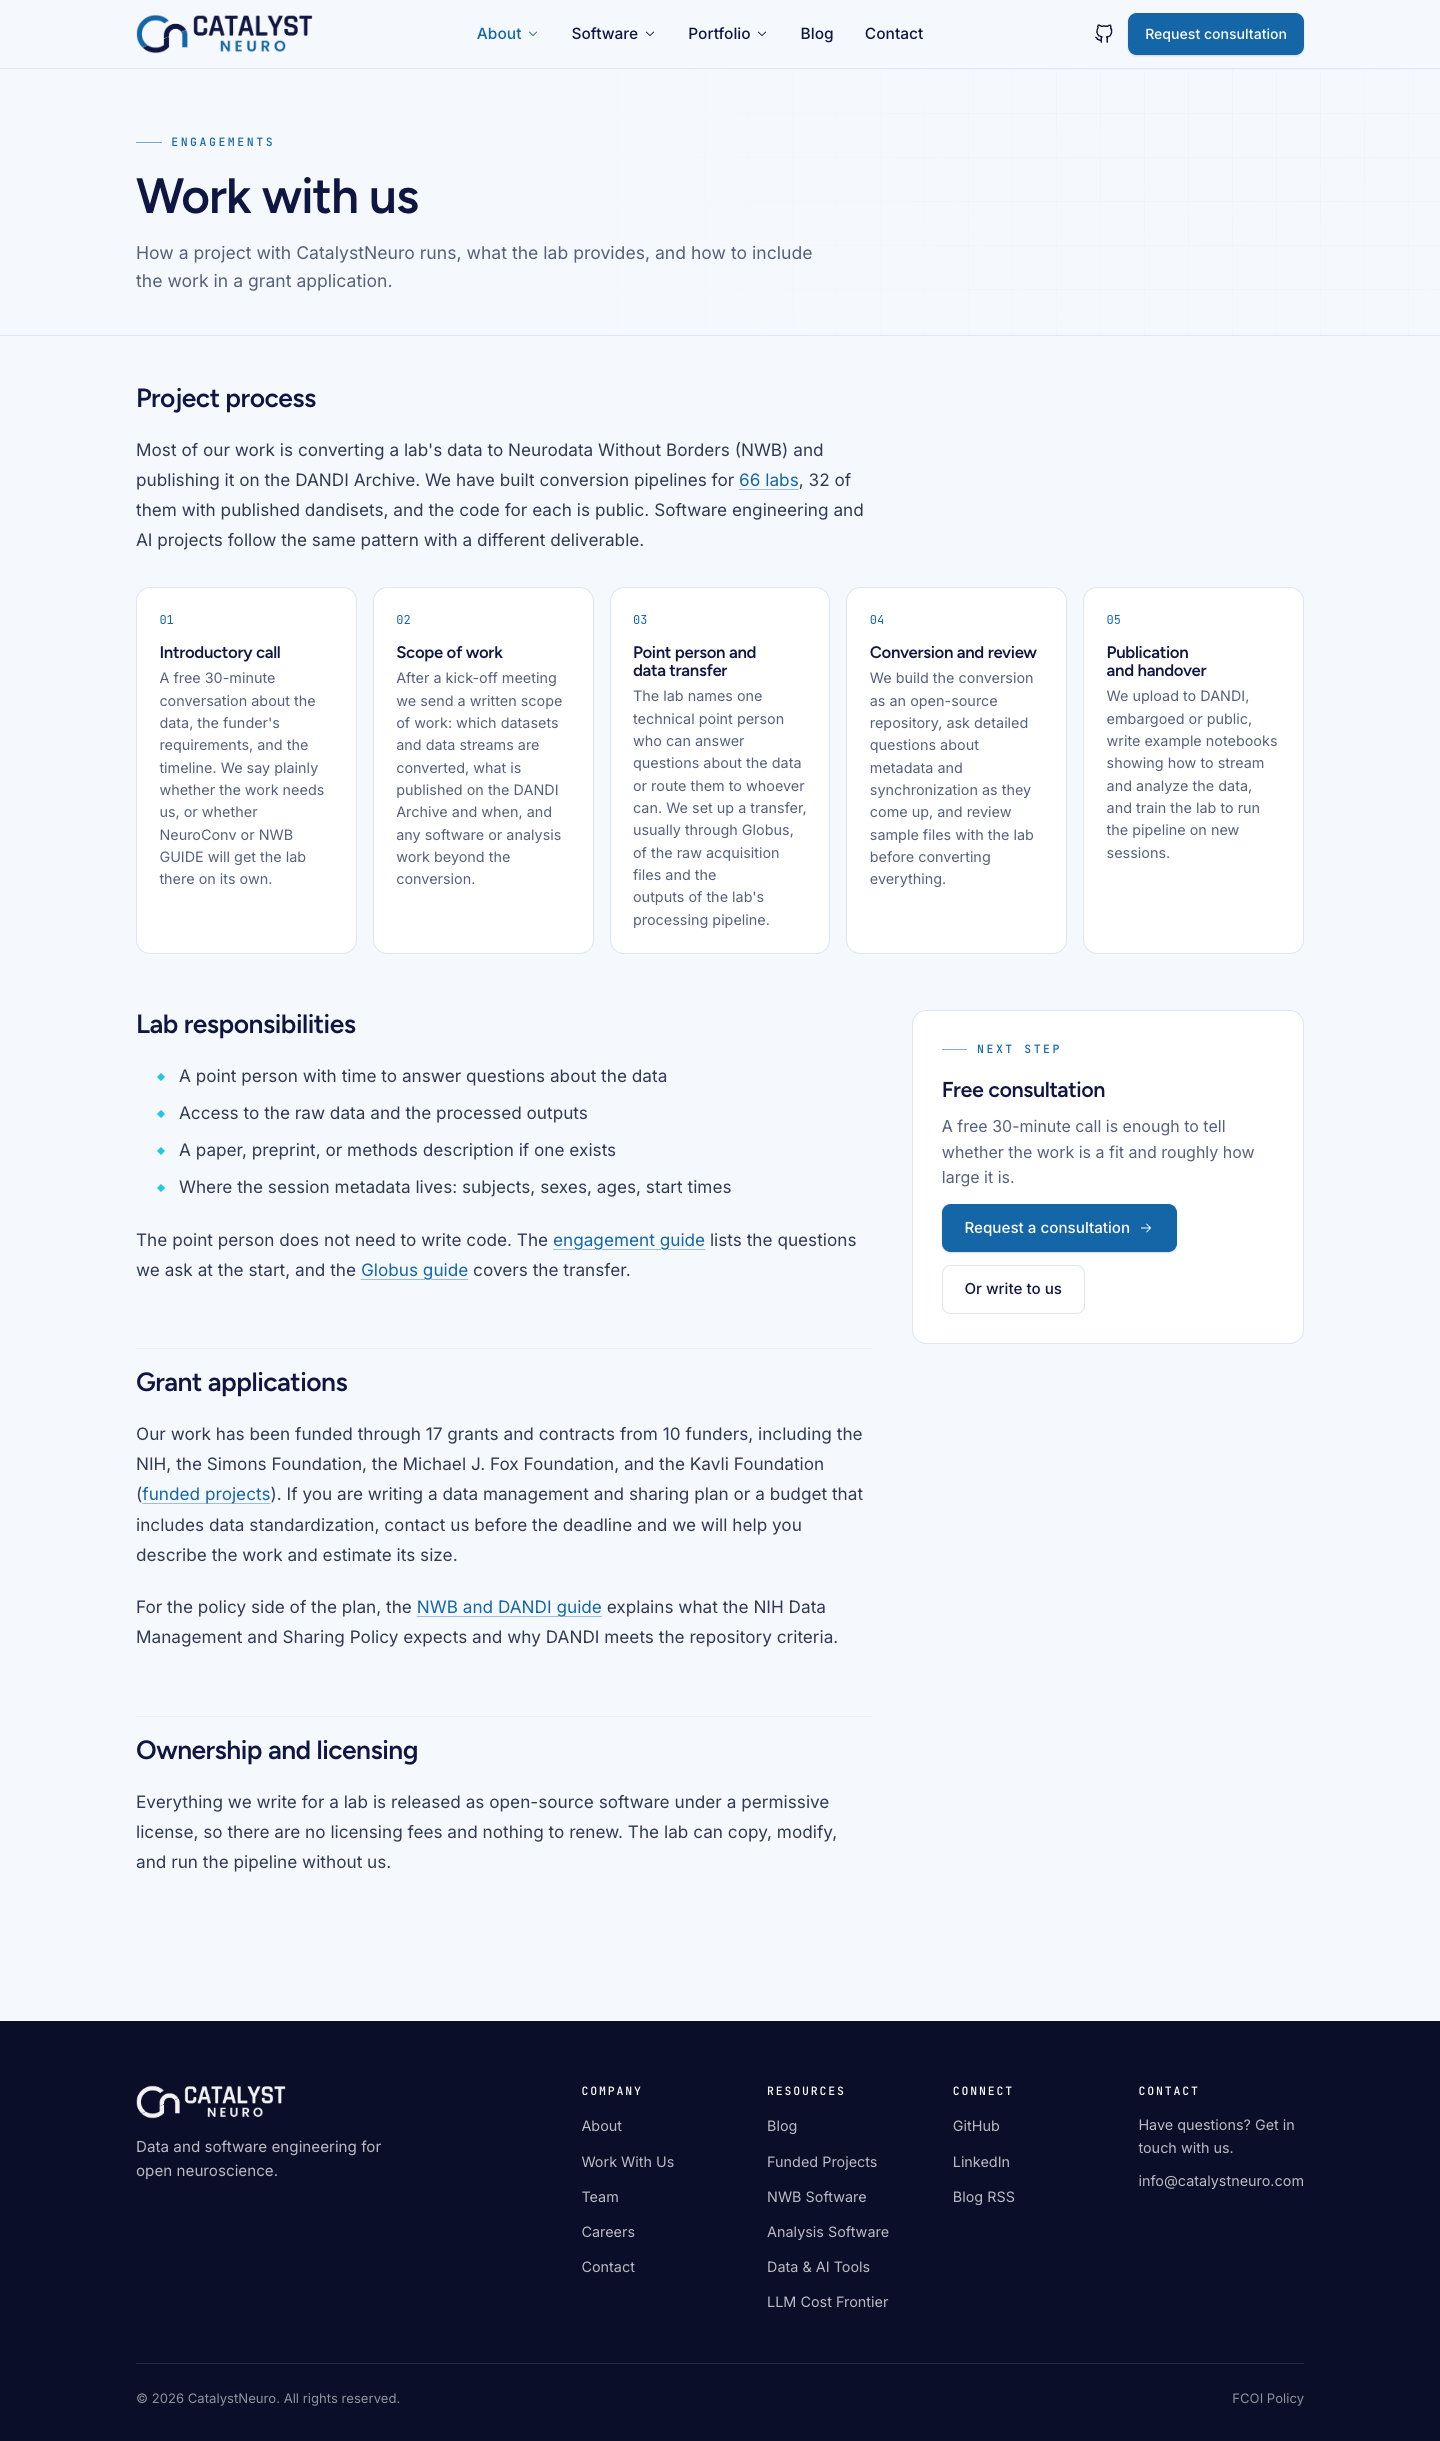 CATALYST
NEURO
About
Software
Portfolio
Blog
Contact
Request consultation
ENGAGEMENTS
Work with us
How a project with CatalystNeuro runs, what the lab provides, and how to include
the work in a grant application.
Project process
Most of our work is converting a lab's data to Neurodata Without Borders (NWB) and
publishing it on the DANDI Archive. We have built conversion pipelines for 66 labs, 32 of
them with published dandisets, and the code for each is public. Software engineering and
AI projects follow the same pattern with a different deliverable.
01
Introductory call
A free 30-minute
conversation about the
data, the funder's
requirements, and the
timeline. We say plainly
whether the work needs
us, or whether
NeuroConv or NWB
GUIDE will get the lab
there on its own.
02
Scope of work
After a kick-off meeting
we send a written scope
of work: which datasets
and data streams are
converted, what is
published on the DANDI
Archive and when, and
any software or analysis
work beyond the
conversion.
03
Point person and
data transfer
The lab names one
technical point person
who can answer
questions about the data
or route them to whoever
can. We set up a transfer,
usually through Globus,
of the raw acquisition
files and the
outputs of the lab's
processing pipeline.
04
Conversion and review
We build the conversion
as an open-source
repository, ask detailed
questions about
metadata and
synchronization as they
come up, and review
sample files with the lab
before converting
everything.
05
Publication
and handover
We upload to DANDI,
embargoed or public,
write example notebooks
showing how to stream
and analyze the data,
and train the lab to run
the pipeline on new
sessions.
Lab responsibilities
A point person with time to answer questions about the data
Access to the raw data and the processed outputs
A paper, preprint, or methods description if one exists
Where the session metadata lives: subjects, sexes, ages, start times
The point person does not need to write code. The engagement guide lists the questions
we ask at the start, and the Globus guide covers the transfer.
NEXT STEP
Free consultation
A free 30-minute call is enough to tell
whether the work is a fit and roughly how
large it is.
Request a consultation
Or write to us
Grant applications
Our work has been funded through 17 grants and contracts from 10 funders, including the
NIH, the Simons Foundation, the Michael J. Fox Foundation, and the Kavli Foundation
(funded projects). If you are writing a data management and sharing plan or a budget that
includes data standardization, contact us before the deadline and we will help you
describe the work and estimate its size.
For the policy side of the plan, the NWB and DANDI guide explains what the NIH Data
Management and Sharing Policy expects and why DANDI meets the repository criteria.
Ownership and licensing
Everything we write for a lab is released as open-source software under a permissive
license, so there are no licensing fees and nothing to renew. The lab can copy, modify,
and run the pipeline without us.
CATALYST
NEURO
Data and software engineering for
open neuroscience.
COMPANY
About
Work With Us
Team
Careers
Contact
RESOURCES
Blog
Funded Projects
NWB Software
Analysis Software
Data & AI Tools
LLM Cost Frontier
CONNECT
GitHub
LinkedIn
Blog RSS
CONTACT
Have questions? Get in
touch with us.
info@catalystneuro.com
© 2026 CatalystNeuro. All rights reserved.
FCOI Policy